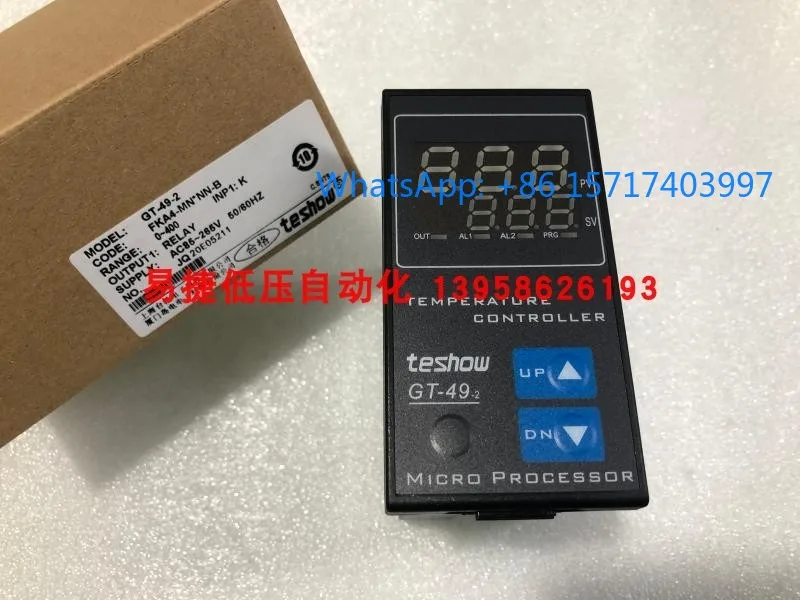 MODEL: GT-49-2
CODE: FKA4-MN*NN-B
RANGE: 0-400 INP1: K
OUTPUT1: RELAY
SUPPLY: AC85-265V 50/60HZ
NO. JQ20E05211
合格
teshow
10
PV
SV
OUT AL1 AL2 PRG
WhatsApp: +86 15717403997
易捷低压自动化 13958626193
TEMPERATURE
CONTROLLER
teshow
GT-49-2
UP
DN
MICRO PROCESSOR